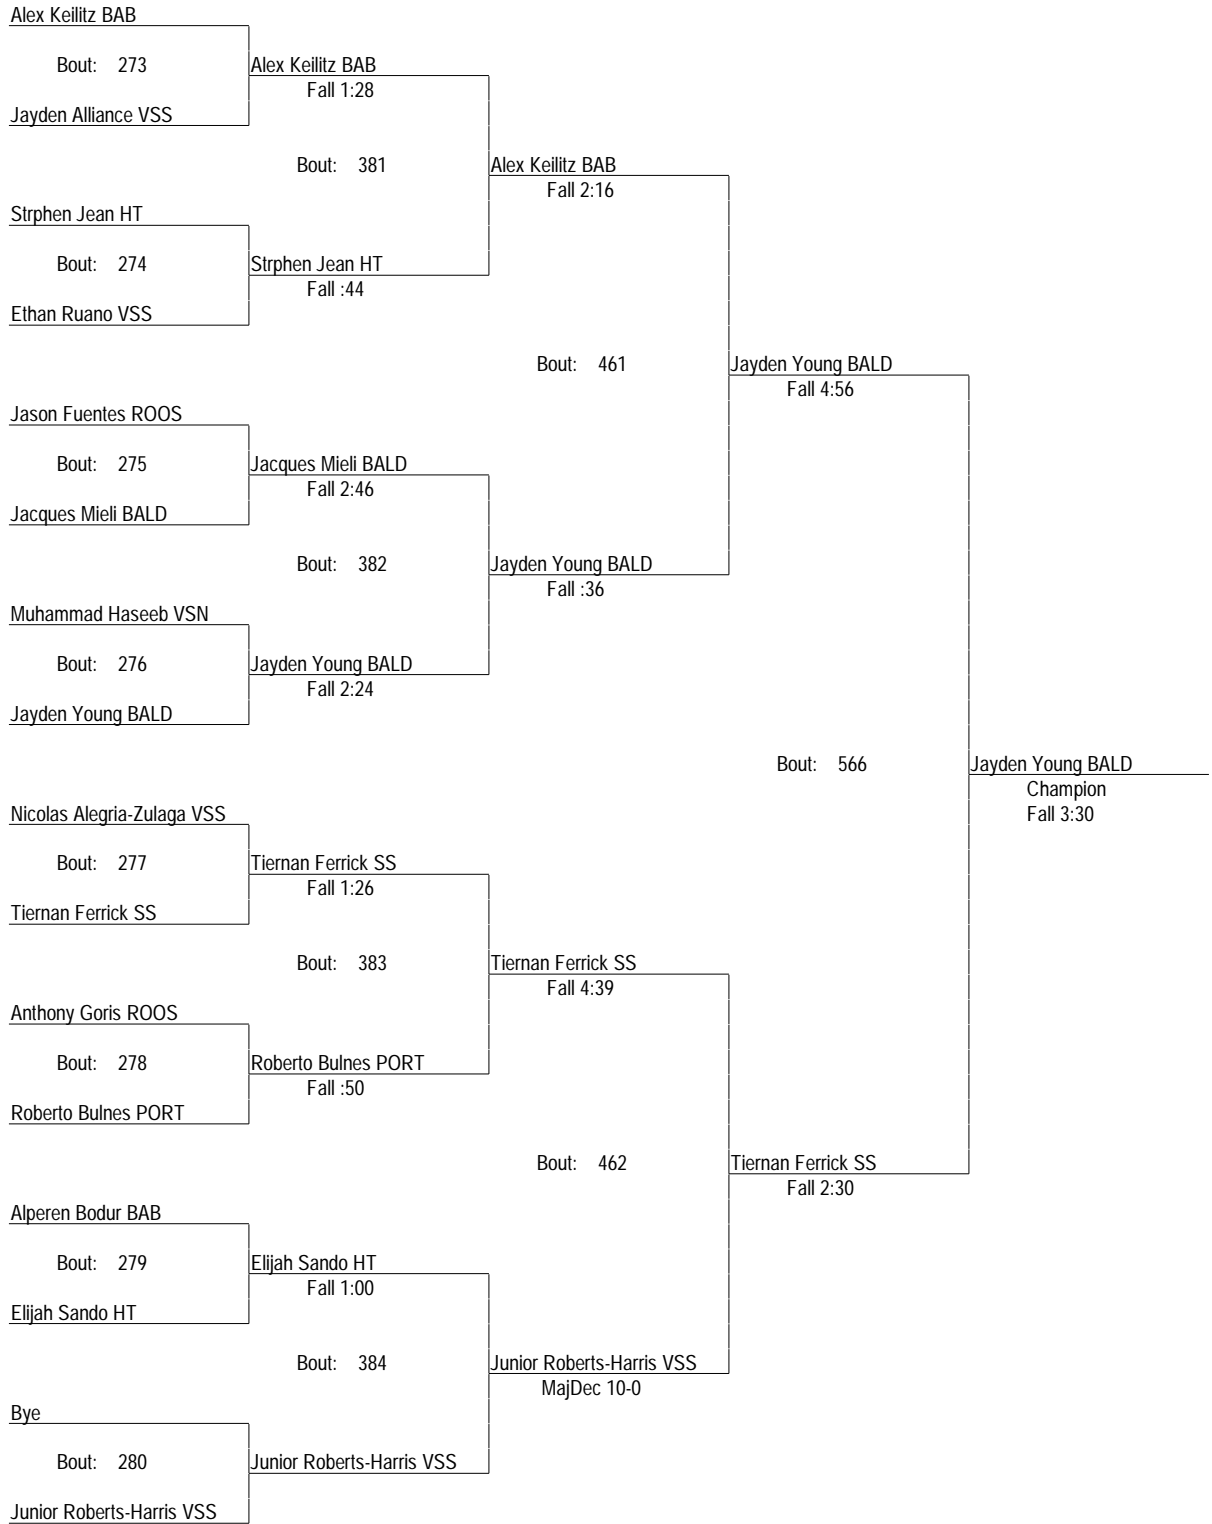 Alex Keilitz BAB
Bout: 273 Alex Keilitz BAB
Fall 1:28
Jayden Alliance VSS
Bout: 381 Alex Keilitz BAB
Fall 2:16
Strphen Jean HT
Bout: 274 Strphen Jean HT
Fall :44
Ethan Ruano VSS
Bout: 461 Jayden Young BALD
Fall 4:56
Jason Fuentes ROOS
Bout: 275 Jacques Mieli BALD
Fall 2:46
Jacques Mieli BALD
Bout: 382 Jayden Young BALD
Fall :36
Muhammad Haseeb VSN
Bout: 276 Jayden Young BALD
Fall 2:24
Jayden Young BALD
Bout: 566 Jayden Young BALD
Champion
Fall 3:30
Nicolas Alegria-Zulaga VSS
Bout: 277 Tiernan Ferrick SS
Fall 1:26
Tiernan Ferrick SS
Bout: 383 Tiernan Ferrick SS
Fall 4:39
Anthony Goris ROOS
Bout: 278 Roberto Bulnes PORT
Fall :50
Roberto Bulnes PORT
Bout: 462 Tiernan Ferrick SS
Fall 2:30
Alperen Bodur BAB
Bout: 279 Elijah Sando HT
Fall 1:00
Elijah Sando HT
Bout: 384 Junior Roberts-Harris VSS
MajDec 10-0
Bye
Bout: 280 Junior Roberts-Harris VSS
Junior Roberts-Harris VSS